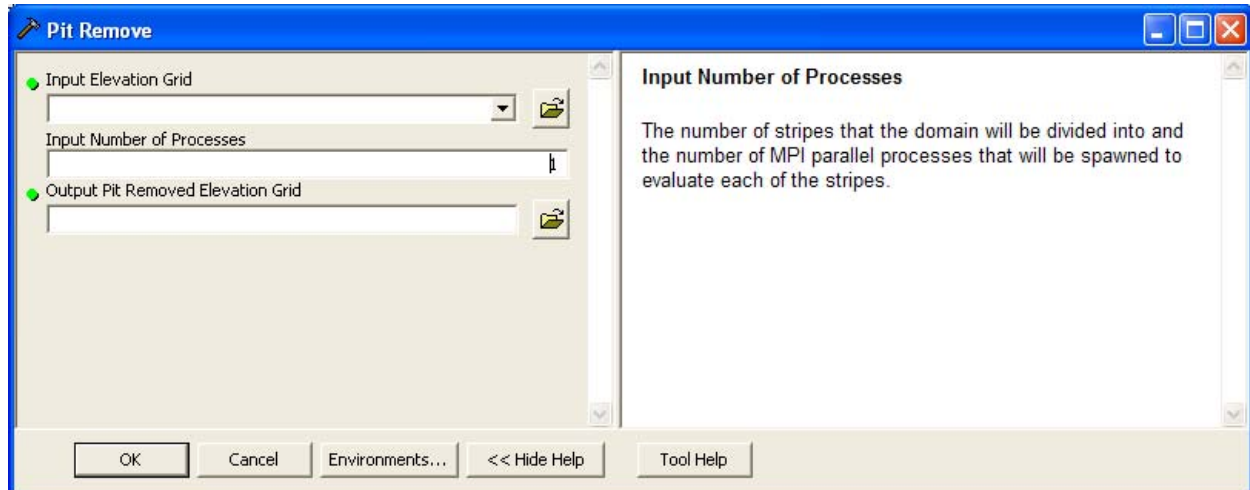 Pit Remove
Input Elevation Grid
Input Number of Processes
1
Output Pit Removed Elevation Grid
Input Number of Processes
The number of stripes that the domain will be divided into and
the number of MPI parallel processes that will be spawned to
evaluate each of the stripes.
OK
Cancel
Environments...
<< Hide Help
Tool Help